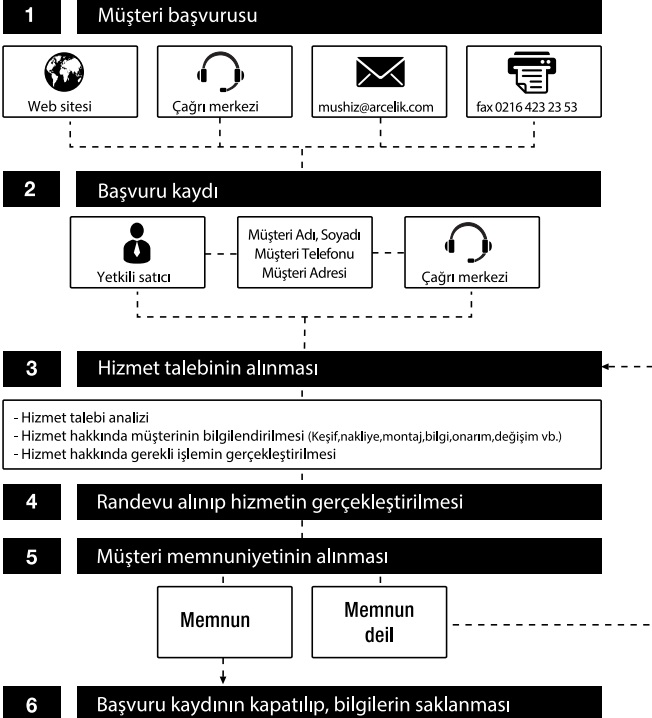 1 Müşteri başvurusu
Web sitesi
Çağrı merkezi
mushiz@arcelik.com
fax 0216 423 23 53
2 Başvuru kaydı
Yetkili satıcı
Müşteri Adı, Soyadı
Müşteri Telefonu
Müşteri Adresi
Çağrı merkezi
3 Hizmet talebinin alınması
- Hizmet talebi analizi
- Hizmet hakkında müşterinin bilgilendirilmesi (Keşif,nakliye,montaj,bilgi,onarım,değişim vb.)
- Hizmet hakkında gerekli işlemin gerçekleştirilmesi
4 Randevu alınıp hizmetin gerçekleştirilmesi
5 Müşteri memnuniyetinin alınması
Memnun
Memnun
deil
6 Başvuru kaydının kapatılıp, bilgilerin saklanması